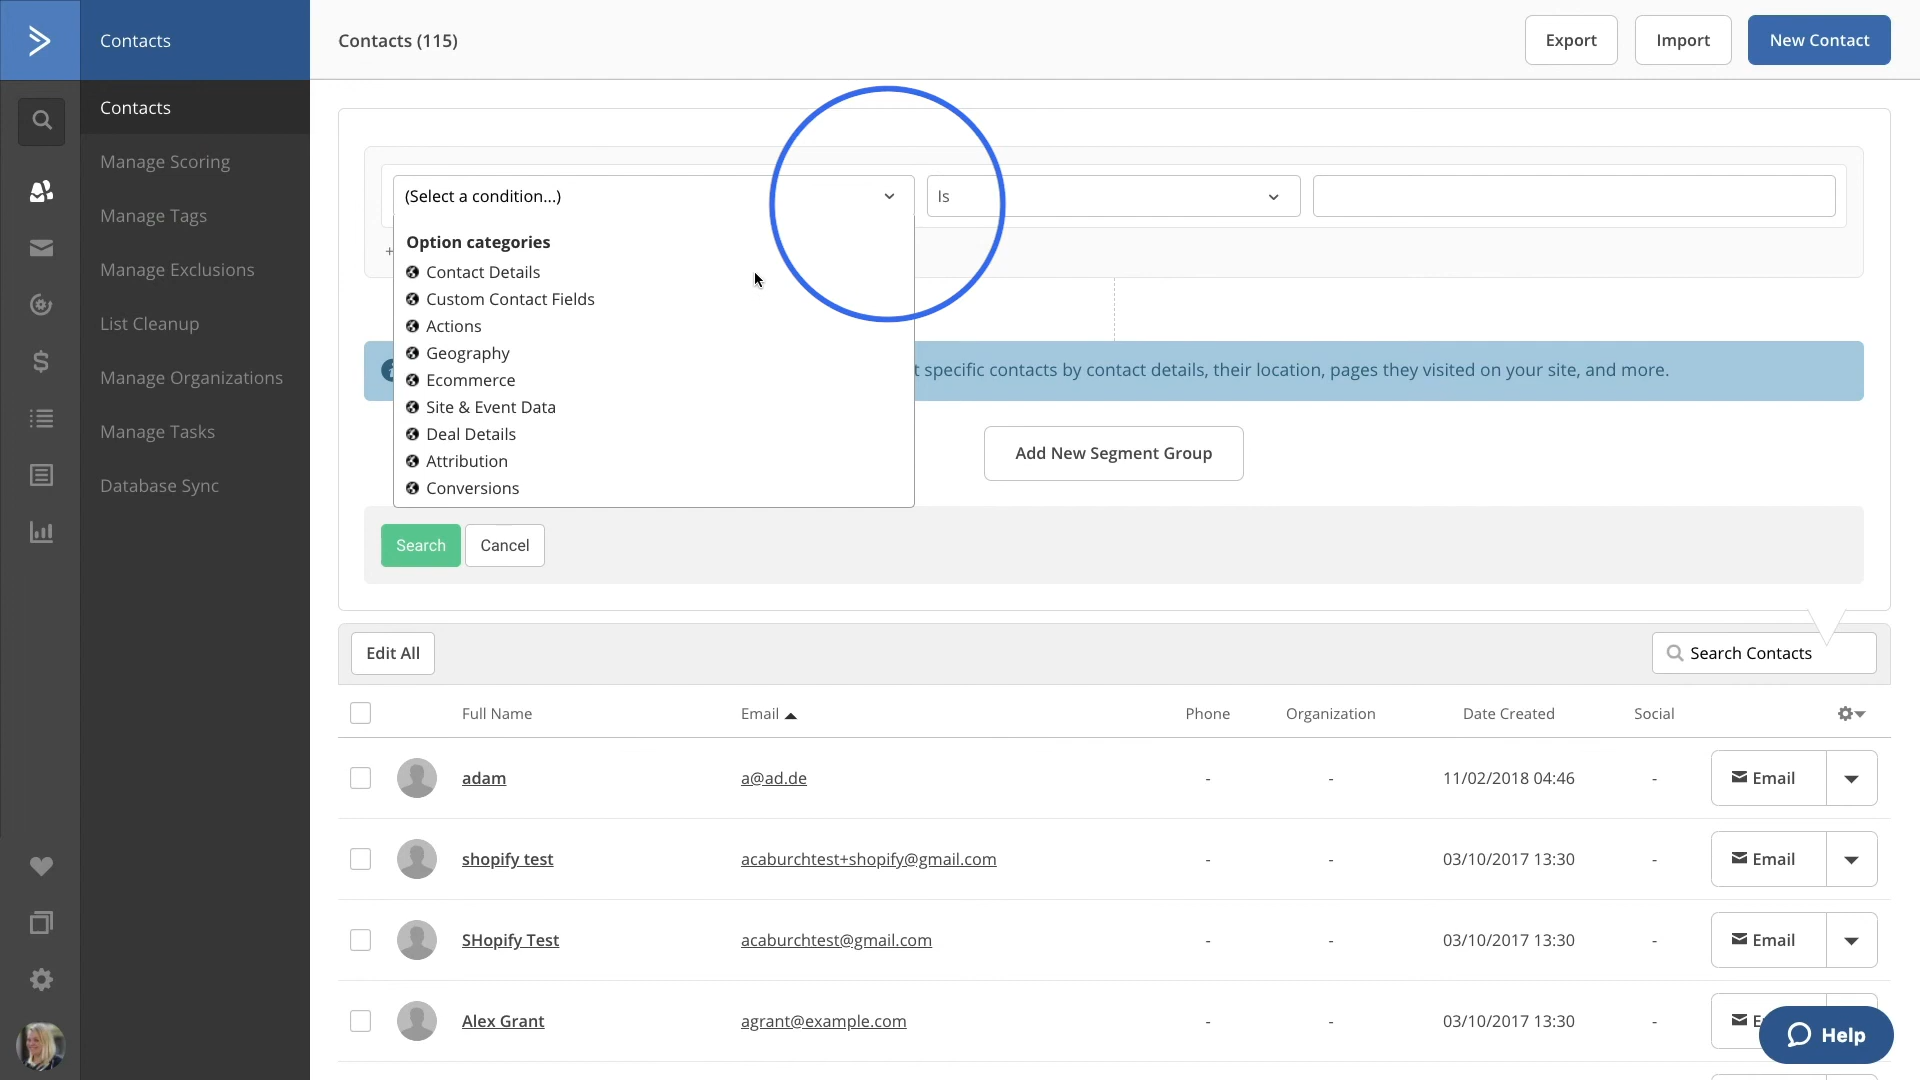 Contacts
Contacts (115)
Export
Import
New Contact
Contacts
Manage Scoring
Manage Tags
Manage Exclusions
List Cleanup
Manage Organizations
Manage Tasks
Database Sync
(Select a condition...)
Is
+
Option categories
Contact Details
Custom Contact Fields
Actions
Geography
Ecommerce
Site & Event Data
Deal Details
Attribution
Conversions
specific contacts by contact details, their location, pages they visited on your site, and more.
Add New Segment Group
Search
Cancel
Edit All
Search Contacts
Full Name Email Phone Organization Date Created Social
adam a@ad.de - - 11/02/2018 04:46 - Email
shopify test acaburchtest+shopify@gmail.com - - 03/10/2017 13:30 - Email
SHopify Test acaburchtest@gmail.com - - 03/10/2017 13:30 - Email
Alex Grant agrant@example.com - - 03/10/2017 13:30 -
Help